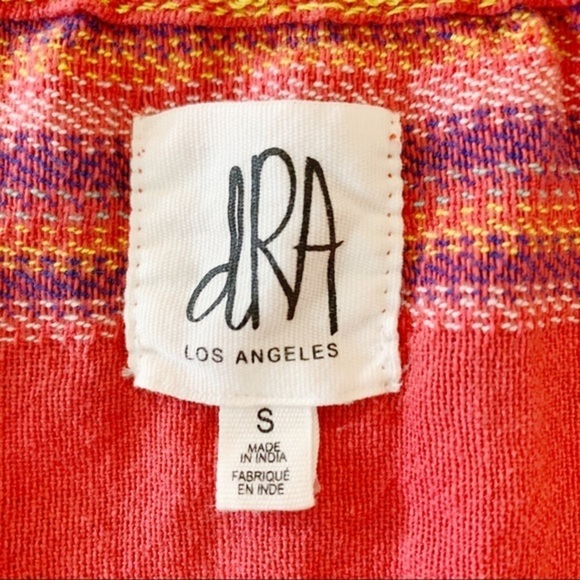 dRA
LOS ANGELES
S
MADE
IN INDIA
FABRIQUÉ
EN INDE